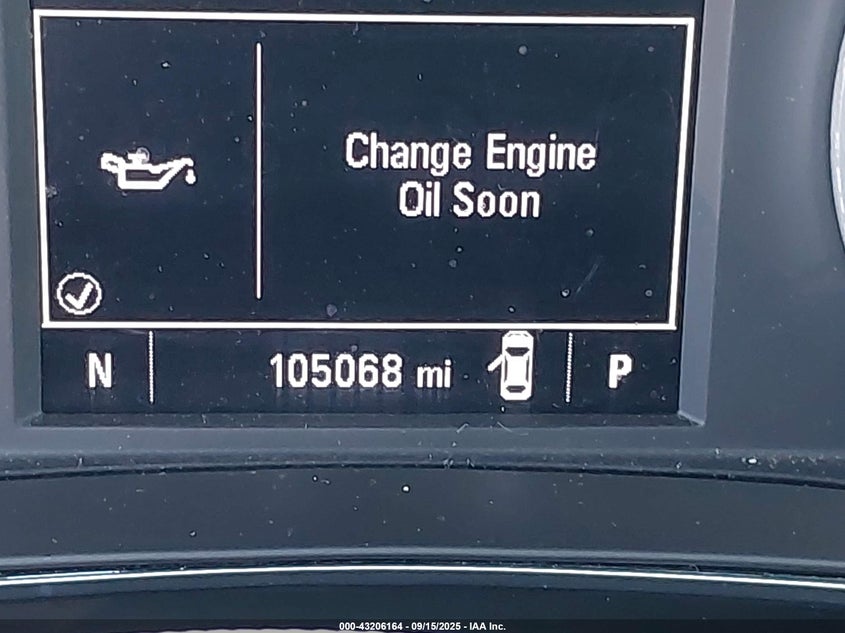 Change Engine
Oil Soon
N 105068 mi P
000-43206164 - 09/15/2025 - IAA Inc.